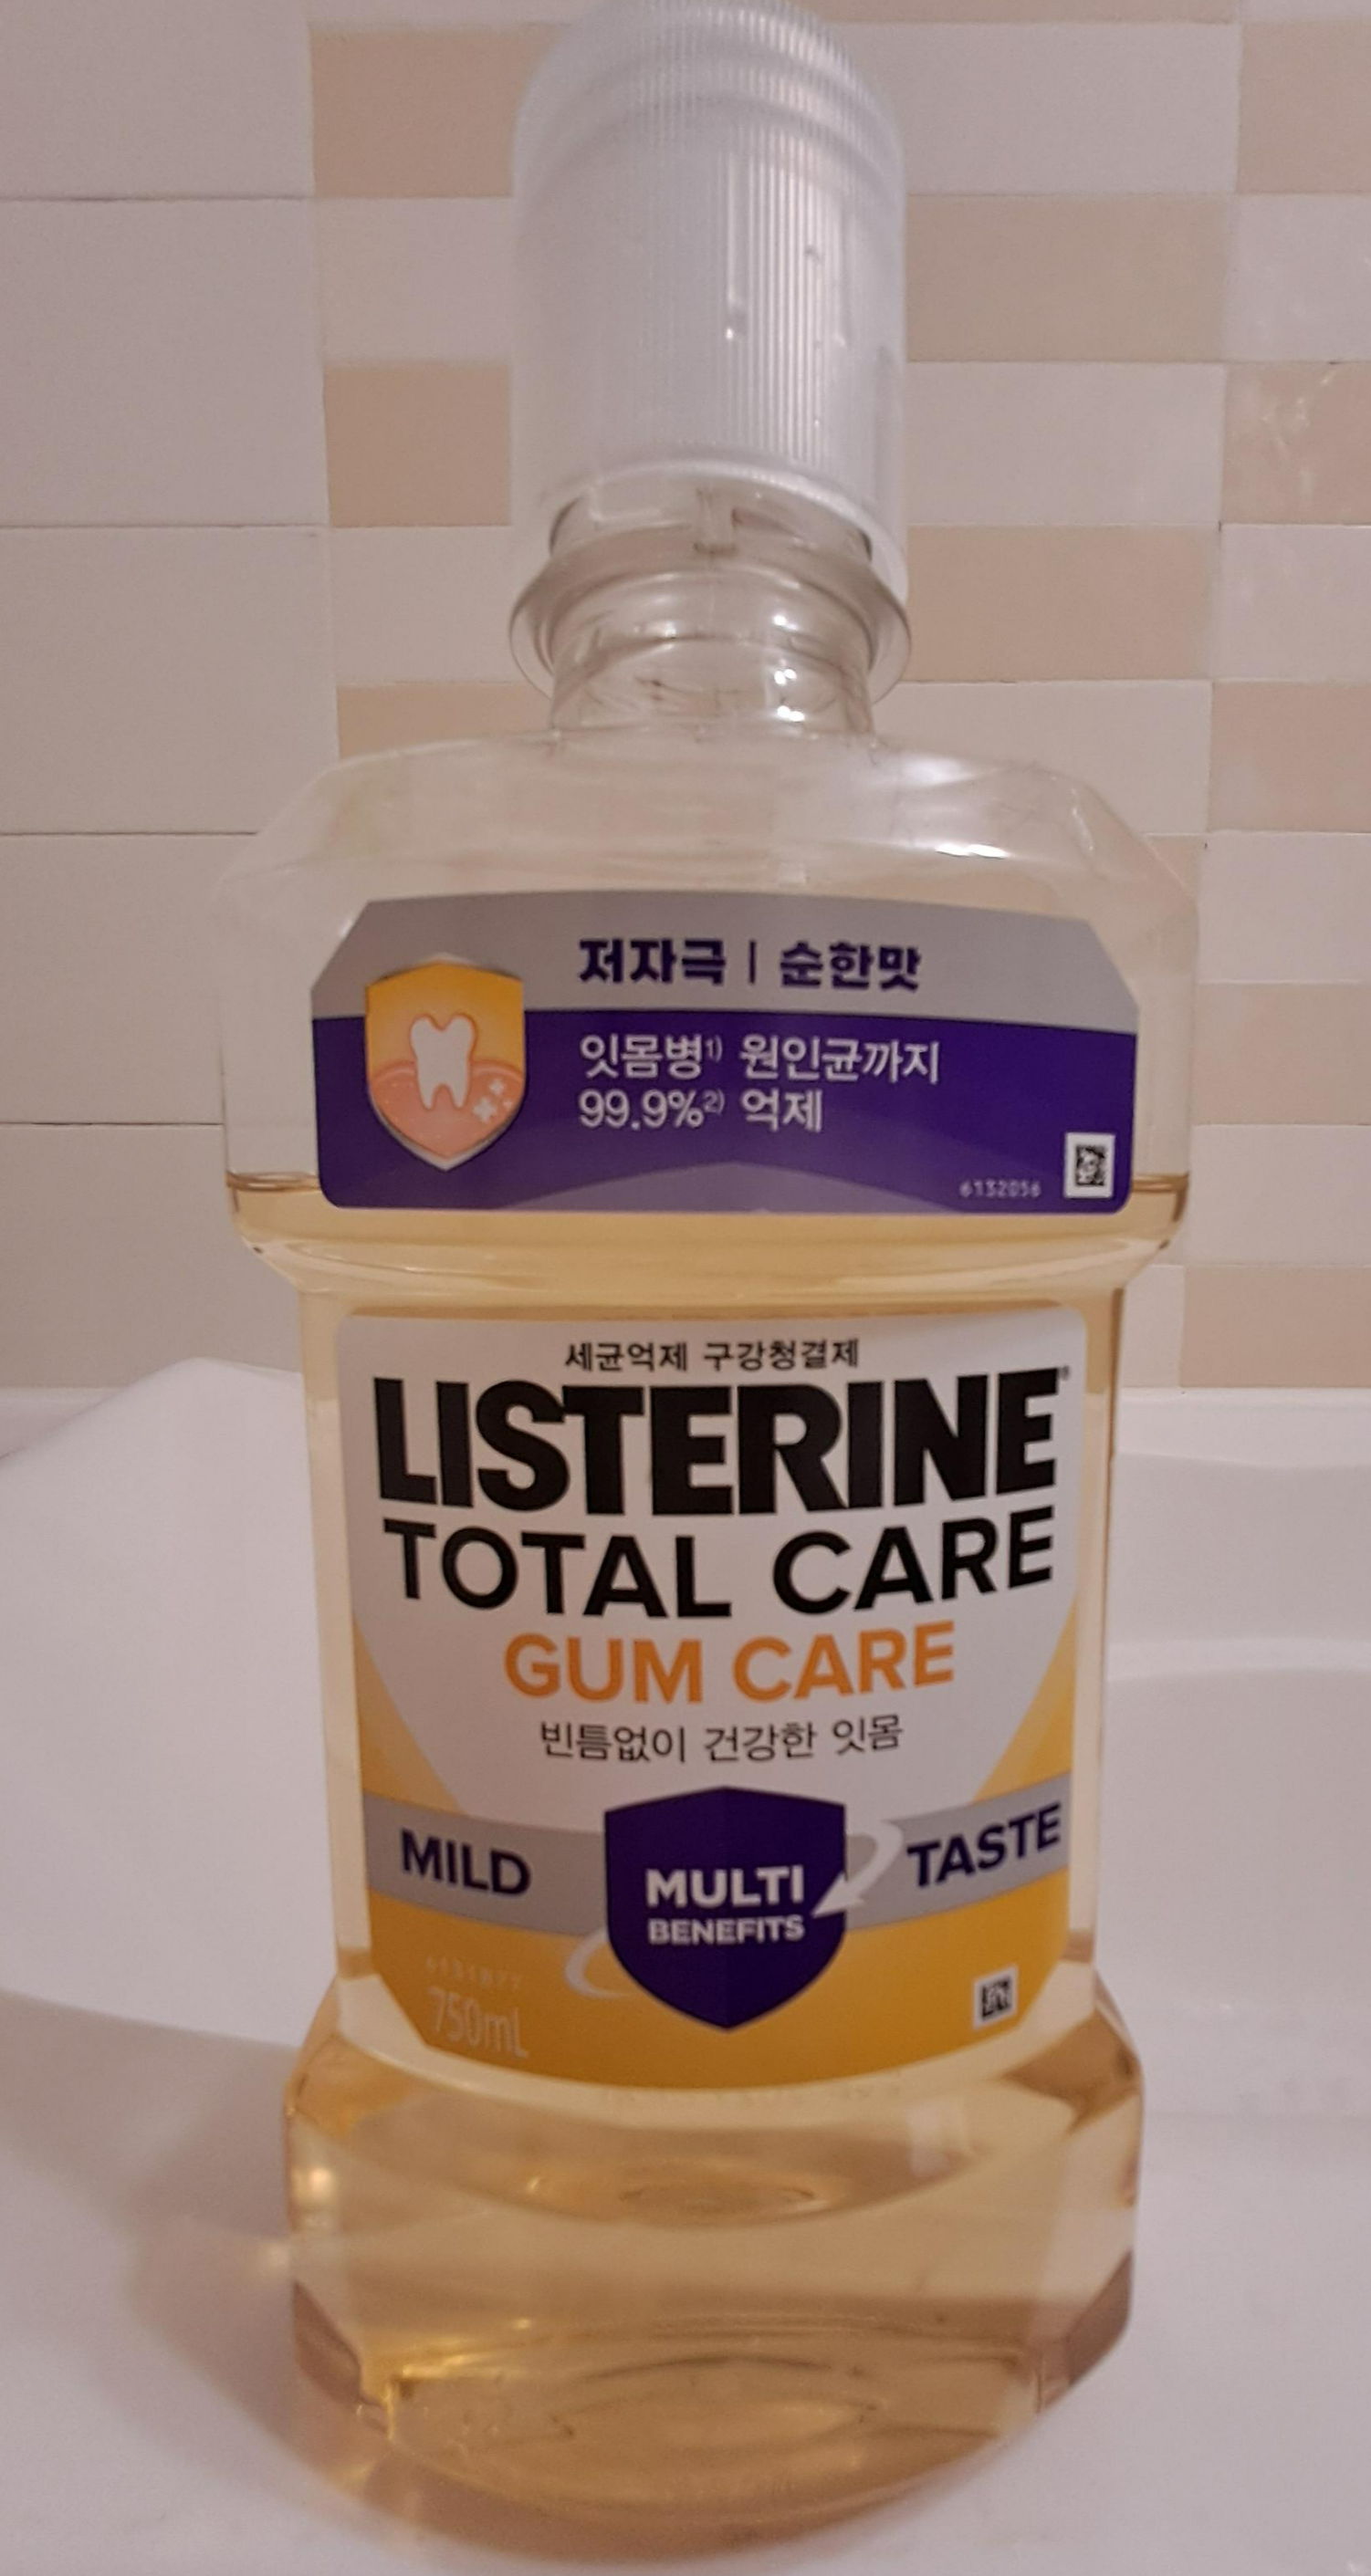 저자극 | 순한맛
잇몸병1) 원인균까지
99.9%2) 억제
6132056
세균억제 구강청결제
LISTERINE®
TOTAL CARE
GUM CARE
빈틈없이 건강한 잇몸
MILD
MULTI
BENEFITS
TASTE
6131877
750mL